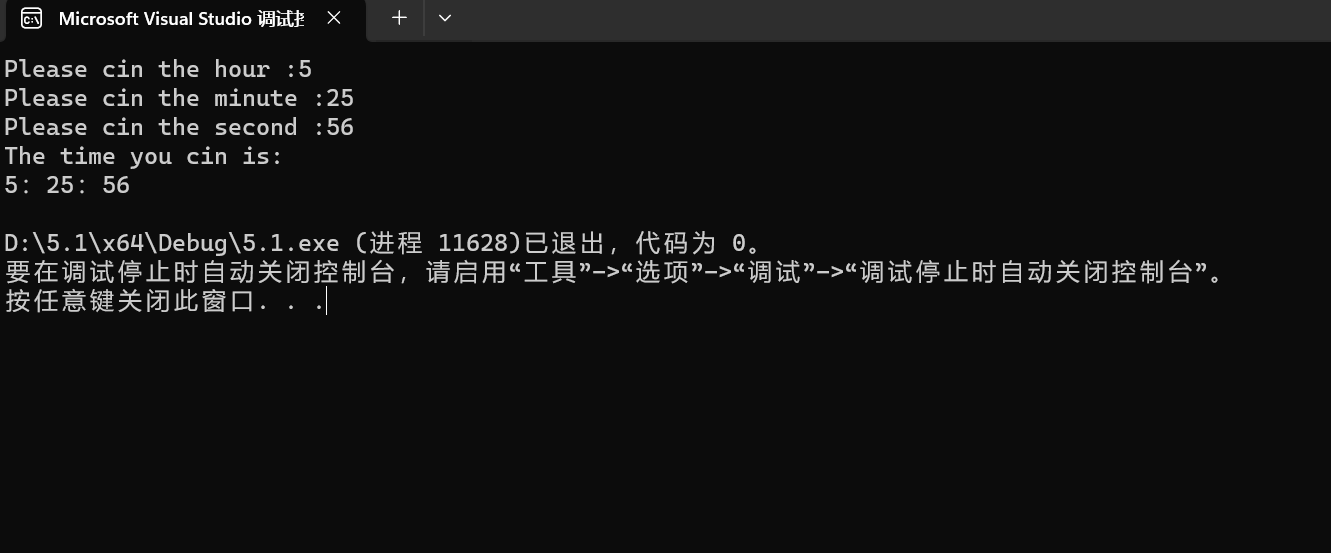 Microsoft Visual Studio 调试
Please cin the hour :5
Please cin the minute :25
Please cin the second :56
The time you cin is:
5：25：56
D:\5.1\x64\Debug\5.1.exe (进程 11628)已退出，代码为 0。
要在调试停止时自动关闭控制台，请启用“工具”->“选项”->“调试”->“调试停止时自动关闭控制台”。
按任意键关闭此窗口. . .